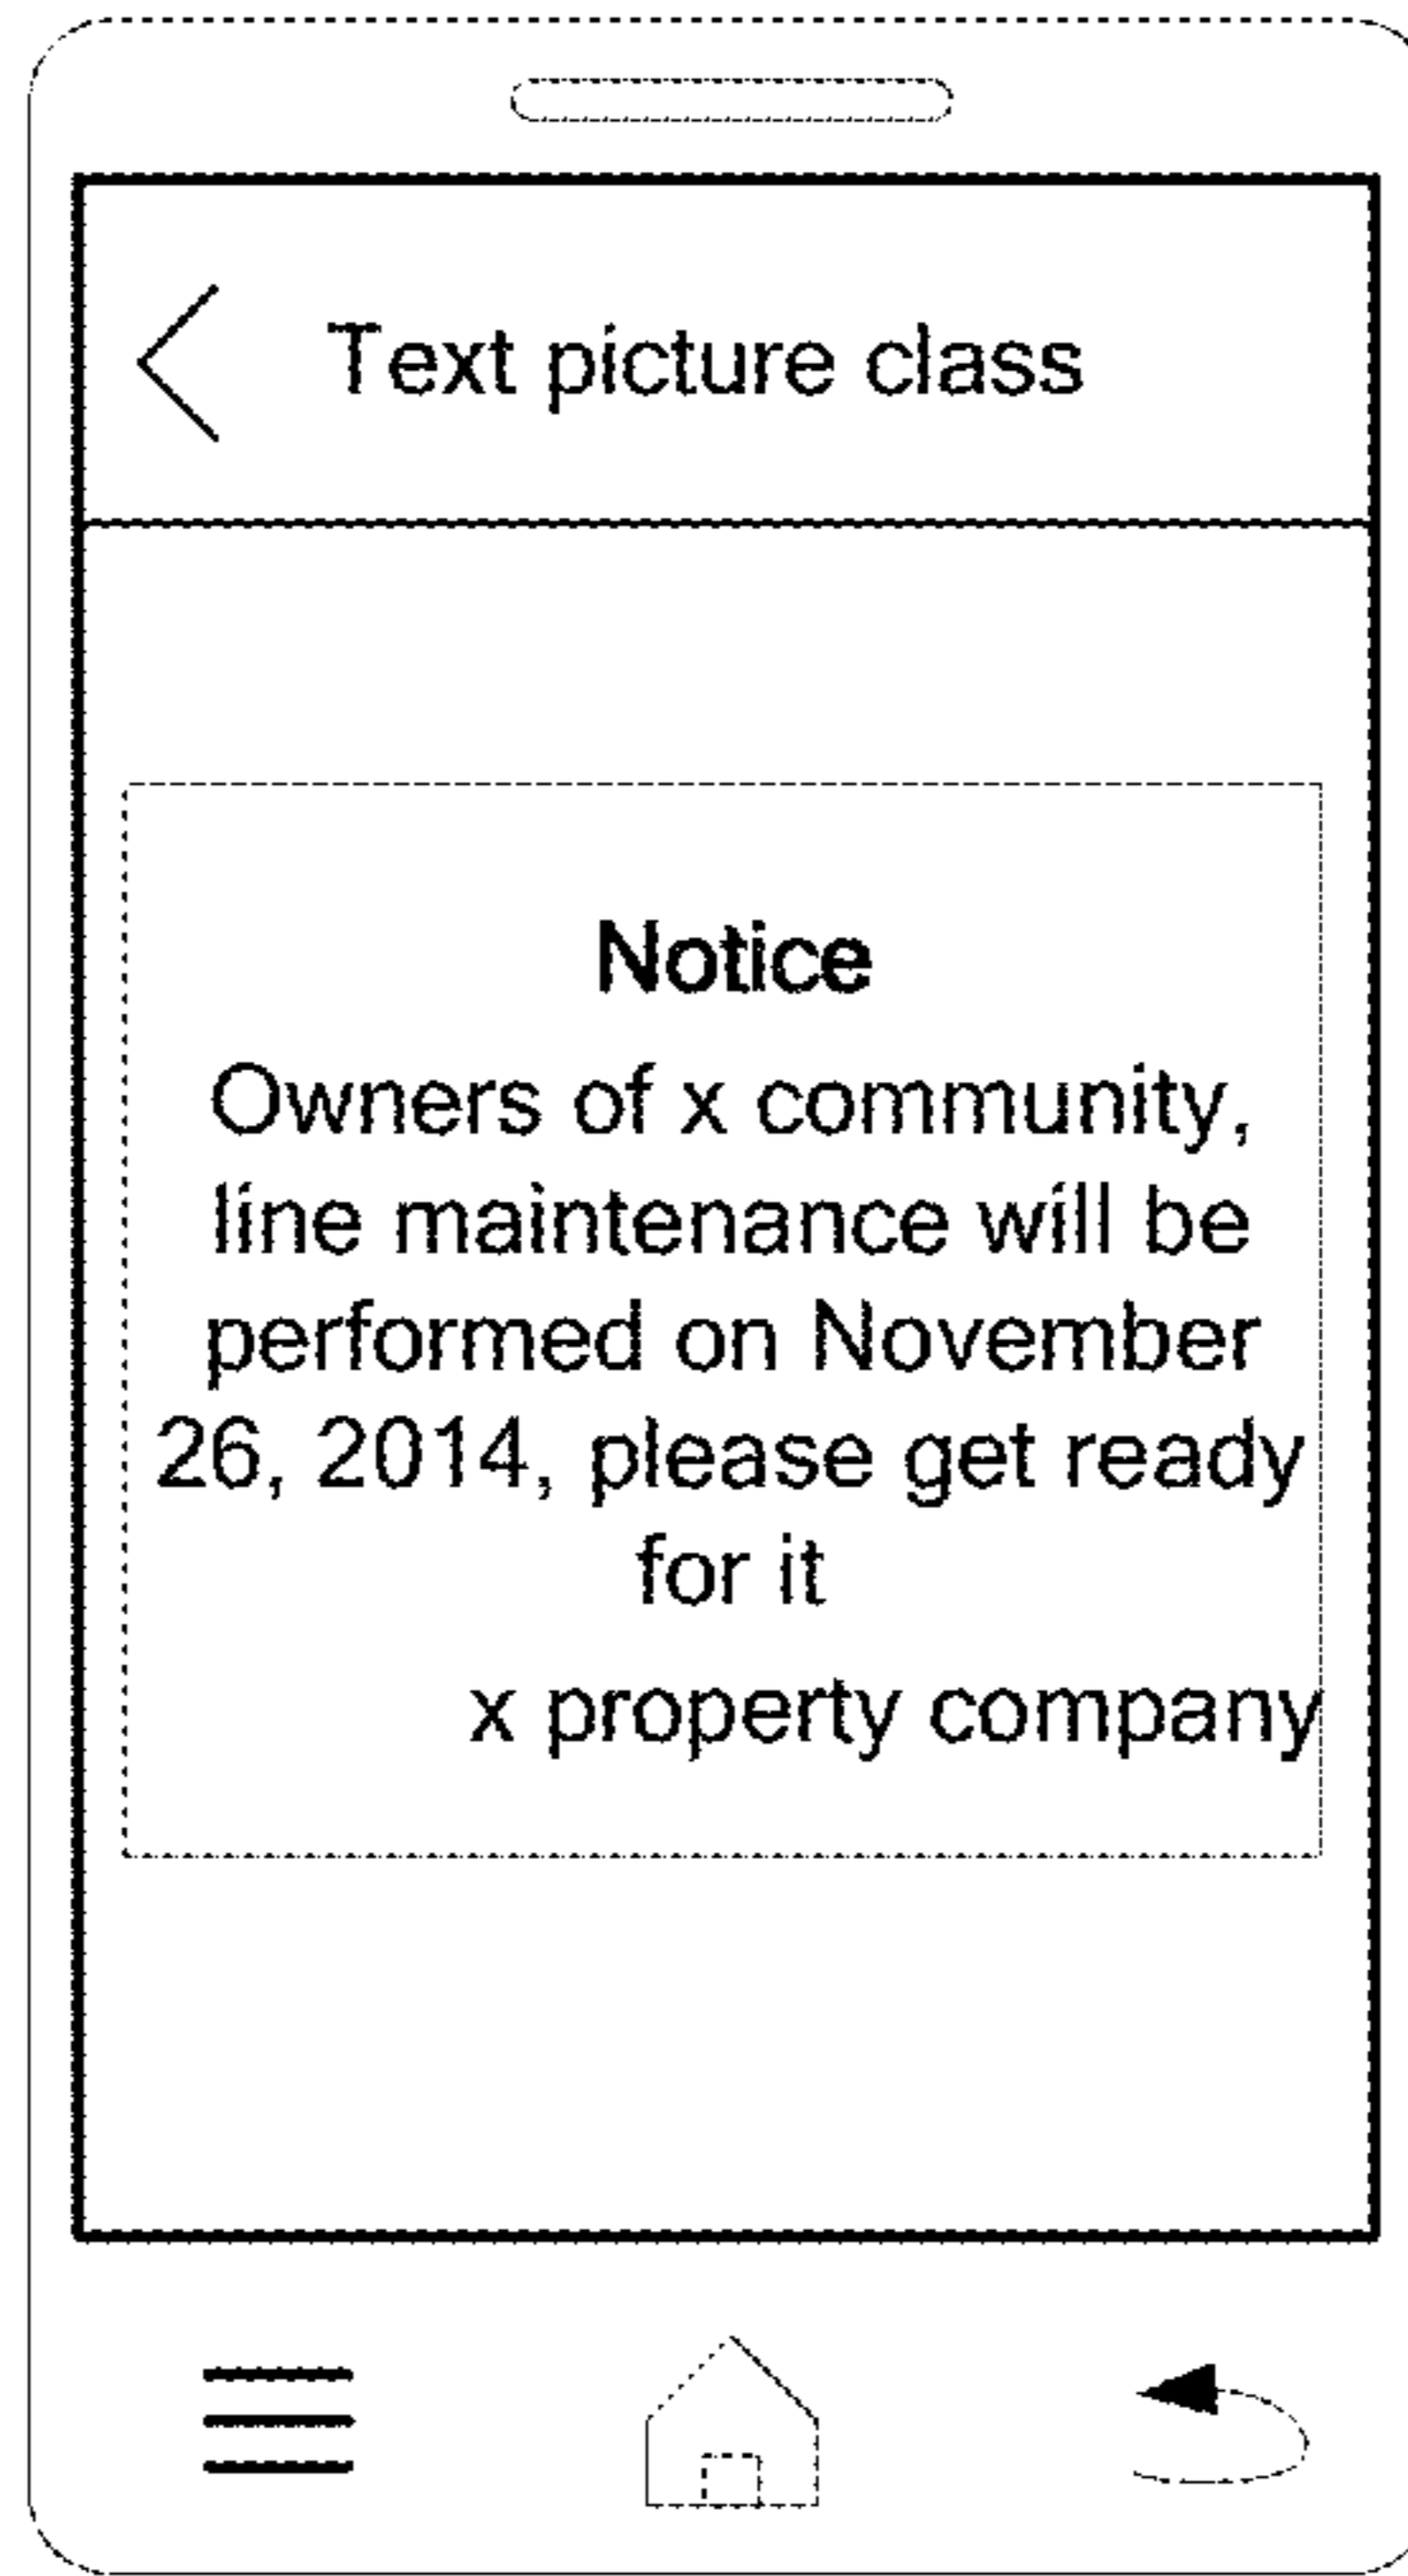 Text picture class
Notice
Owners of x community,
line maintenance will be
performed on November
26, 2014, please get ready
for it
x property company